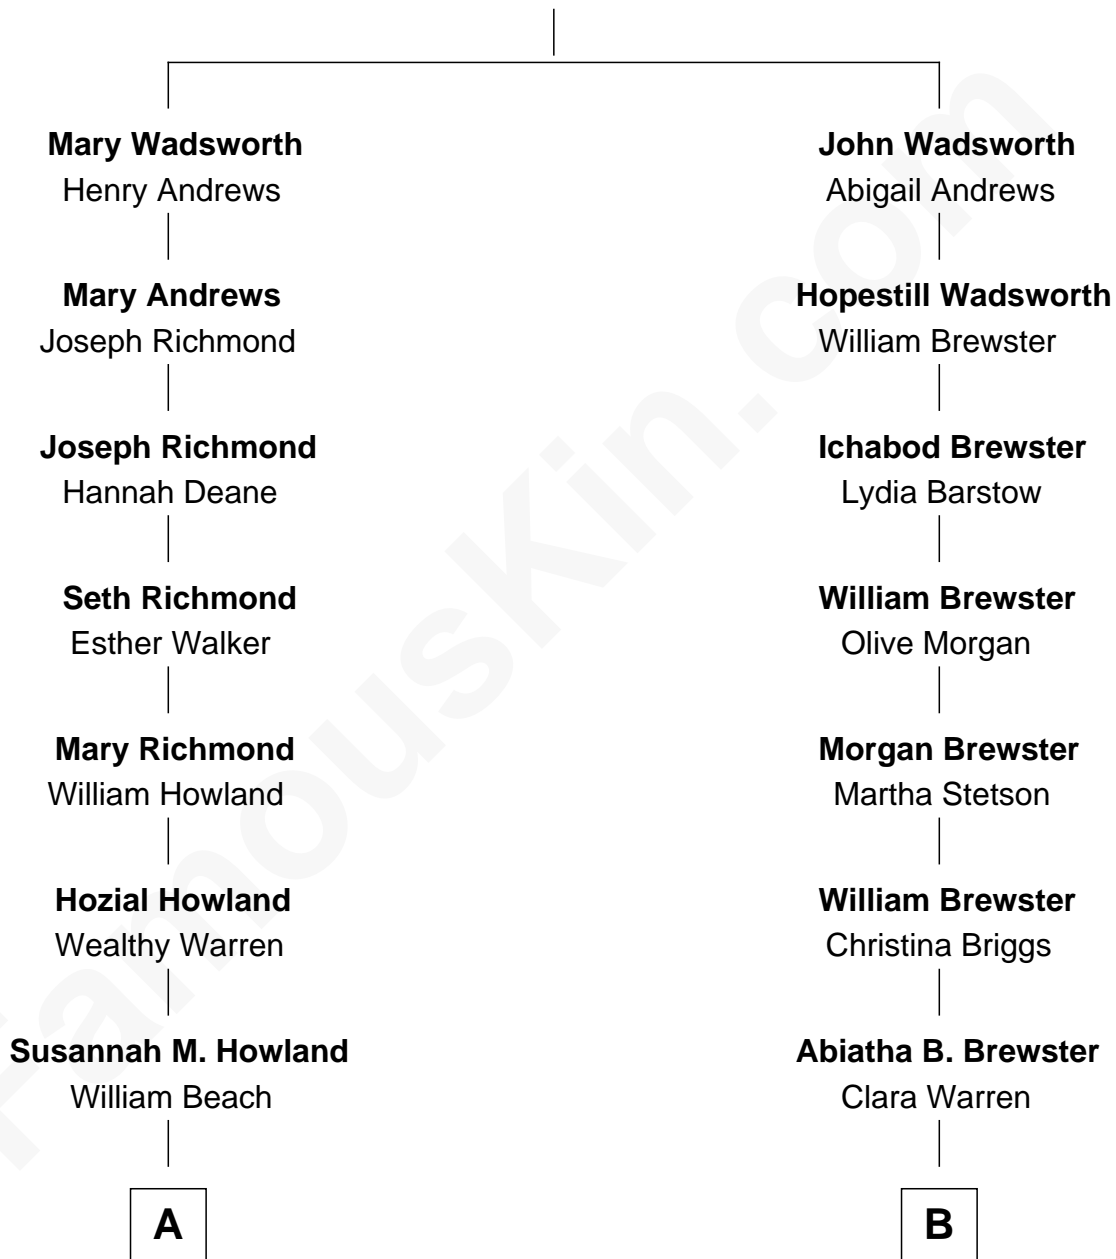 Mary Wadsworth
Henry Andrews
John Wadsworth
Abigail Andrews
Mary Andrews
Joseph Richmond
Hopestill Wadsworth
William Brewster
Joseph Richmond
Hannah Deane
Ichabod Brewster
Lydia Barstow
Seth Richmond
Esther Walker
William Brewster
Olive Morgan
Mary Richmond
William Howland
Morgan Brewster
Martha Stetson
Hozial Howland
Wealthy Warren
William Brewster
Christina Briggs
Susannah M. Howland
William Beach
Abiatha B. Brewster
Clara Warren
A
B
FamousKin.com